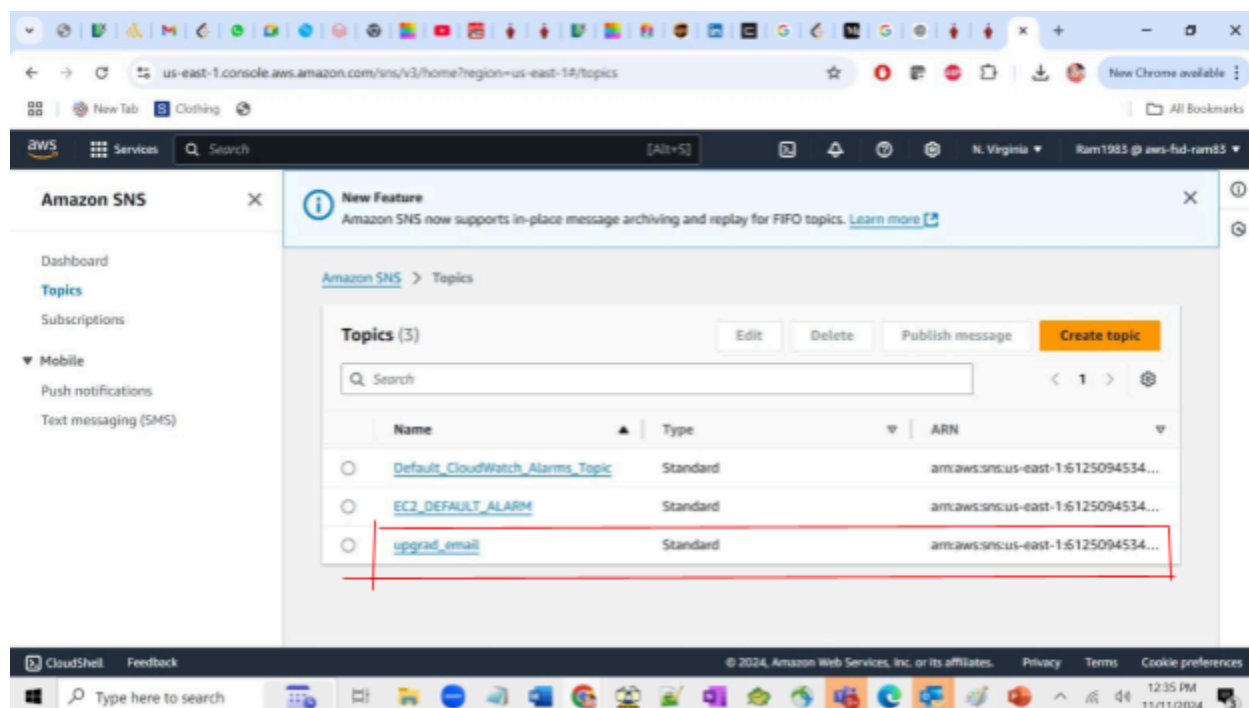 us-east-1.console.aws.amazon.com/sns/v3/home?region=us-east-1#/topics
New Chrome available
New Tab
Clothing
All Bookmarks
aws
Services
Search
[Alt+S]
N. Virginia
Ram1983 @ aws-fsd-ram83
Amazon SNS
New Feature
Amazon SNS now supports in-place message archiving and replay for FIFO topics. Learn more
Dashboard
Topics
Subscriptions
Mobile
Push notifications
Text messaging (SMS)
Amazon SNS > Topics
Topics (3)
Edit
Delete
Publish message
Create topic
Search
1
Name
Type
ARN
Default_CloudWatch_Alarms_Topic Standard arn:aws:sns:us-east-1:6125094534...
EC2_DEFAULT_ALARM Standard arn:aws:sns:us-east-1:6125094534...
upgrad_email Standard arn:aws:sns:us-east-1:6125094534...
CloudShell
Feedback
© 2024, Amazon Web Services, Inc. or its affiliates.
Privacy
Terms
Cookie preferences
Type here to search
12:35 PM
11/11/2024